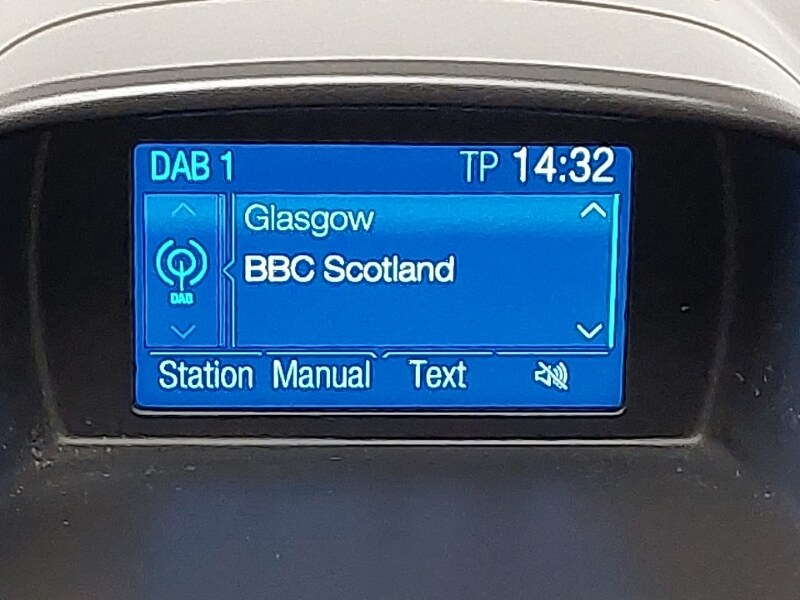 DAB 1 TP 14:32
Glasgow
DAB
BBC Scotland
Station Manual Text